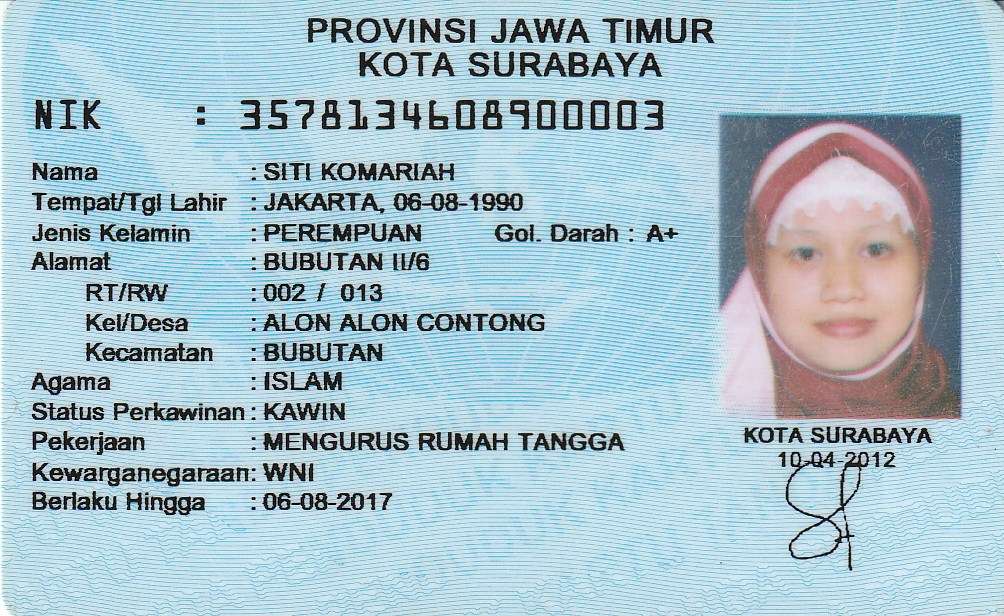 PROVINSI JAWA TIMUR
KOTA SURABAYA
NIK : 3578134608900003
Nama : SITI KOMARIAH
Tempat/Tgl Lahir : JAKARTA, 06-08-1990
Jenis Kelamin : PEREMPUAN Gol. Darah : A+
Alamat : BUBUTAN II/6
RT/RW : 002 / 013
Kel/Desa : ALON ALON CONTONG
Kecamatan : BUBUTAN
Agama : ISLAM
Status Perkawinan : KAWIN
Pekerjaan : MENGURUS RUMAH TANGGA
Kewarganegaraan: WNI
Berlaku Hingga : 06-08-2017
KOTA SURABAYA
10-04-2012